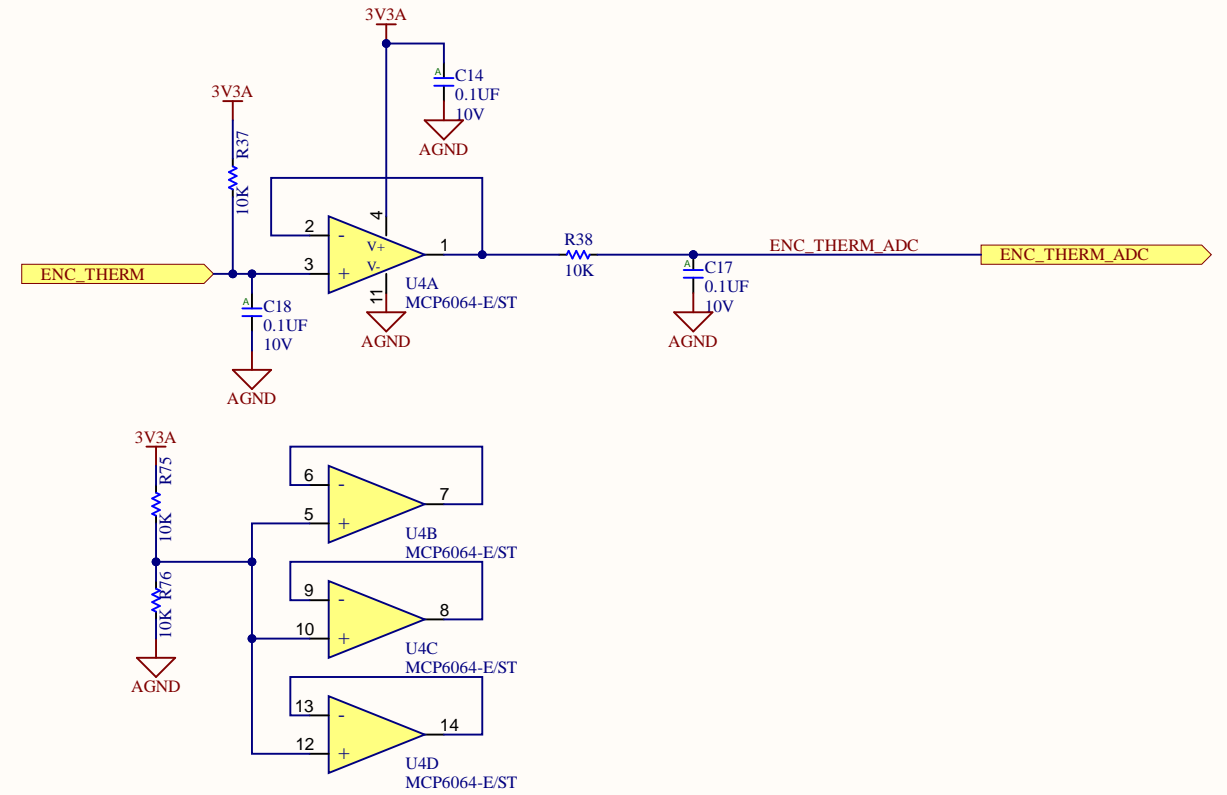 3V3A
A
C14
0.1UF
10V
AGND
3V3A
R37
10K
2
-
4
V+
1
3
+
V-
11
ENC_THERM
U4A
MCP6064-E/ST
AGND
A
C18
0.1UF
10V
AGND
R38
10K
ENC_THERM_ADC
ENC_THERM_ADC
A
C17
0.1UF
10V
AGND
3V3A
R75
10K
R76
10K
AGND
6
-
7
5
+
U4B
MCP6064-E/ST
9
-
8
10
+
U4C
MCP6064-E/ST
13
-
14
12
+
U4D
MCP6064-E/ST